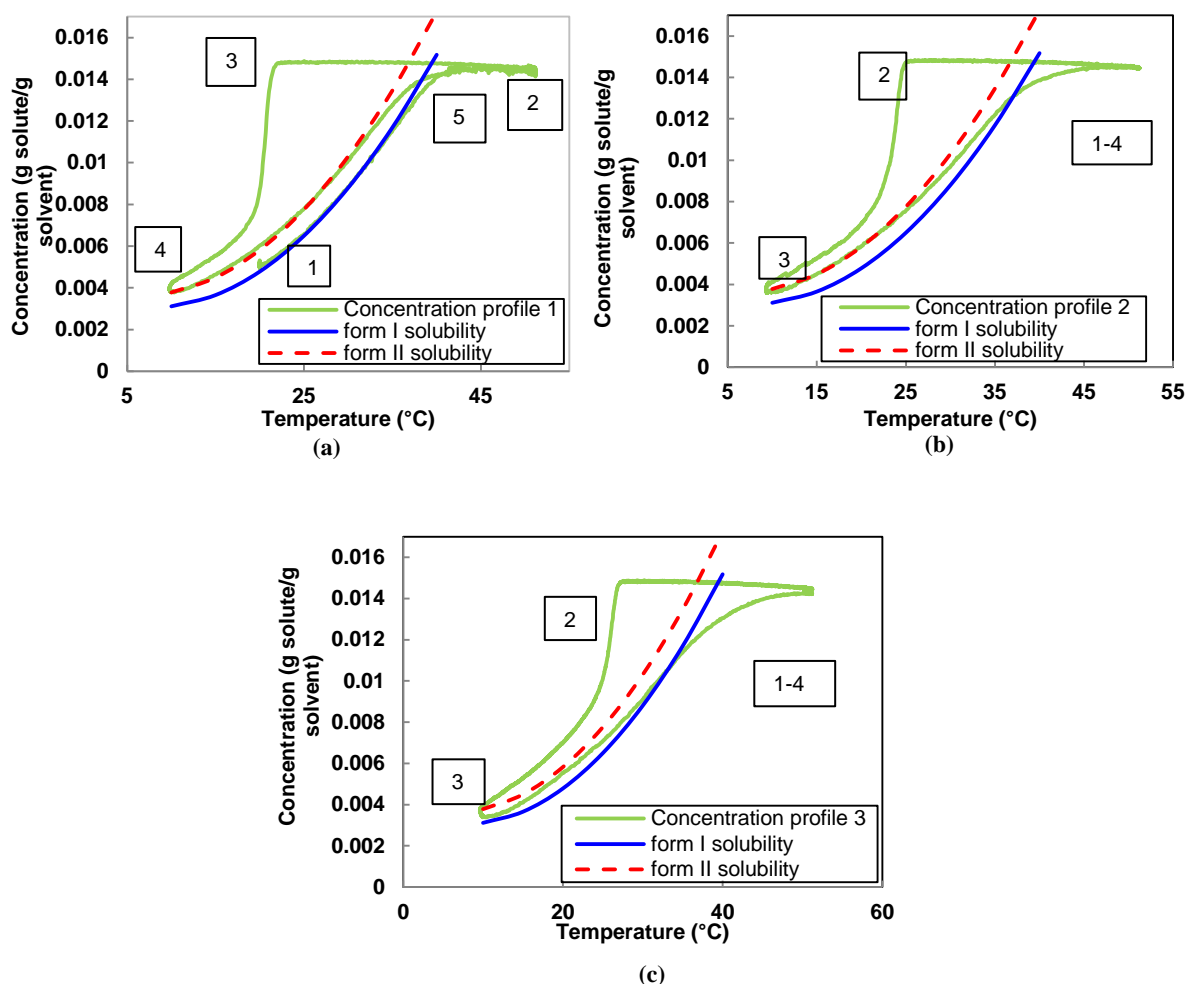 0.016
0.014
0.012
0.01
0.008
0.006
0.004
0.002
0
Concentration (g solute/g
solvent)
3
2
5
4
1
Concentration profile 1
form I solubility
form II solubility
5
25
45
Temperature (°C)
(a)
0.016
0.014
0.012
0.01
0.008
0.006
0.004
0.002
0
Concentration (g solute/g
solvent)
2
1-4
3
Concentration profile 2
form I solubility
form II solubility
5
15
25
35
45
55
Temperature (°C)
(b)
0.016
0.014
0.012
0.01
0.008
0.006
0.004
0.002
0
Concentration (g solute/g
solvent)
2
1-4
3
Concentration profile 3
form I solubility
form II solubility
0
20
40
60
Temperature (°C)
(c)